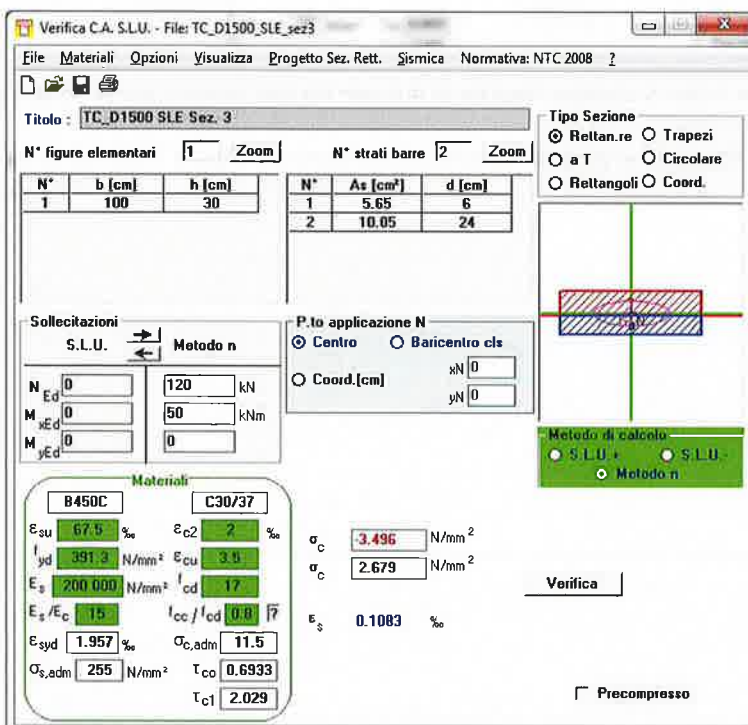 Verifica C.A. S.L.U. - File: TC_D1500_SLE_sez3
File Materiali Opzioni Visualizza Progetto Sez. Rett. Sismica Normativa: NTC 2008 ?
Titolo : TC_D1500 SLE Sez. 3
N° figure elementari 1 Zoom
N° strati barre 2 Zoom
N° b [cm] h [cm]
1 100 30
N° As [cm²] d [cm]
1 5.65 6
2 10.05 24
Tipo Sezione
Rettan.re Trapezi
a T Circolare
Rettangoli Coord.
N
Sollecitazioni
S.L.U. Metodo n
N Ed 0 120 kN
M xEd 0 50 kNm
M yEd 0 0
P.to applicazione N
Centro Baricentro cls
Coord.[cm] xN 0
yN 0
Metodo di calcolo
S.L.U.+ S.L.U.-
Metodo n
Materiali
B450C C30/37
εsu 67.5 ‰ εc2 2 ‰
fyd 391.3 N/mm² εcu 3.5
Es 200 000 N/mm² fcd 17
Es/Ec 15 fcc/fcd 0.8 ?
εsyd 1.957 ‰ σc,adm 11.5
σs,adm 255 N/mm² τco 0.6933
τc1 2.029
σc -3.496 N/mm²
σc 2.679 N/mm²
εs 0.1083 ‰
Verifica
Precompresso